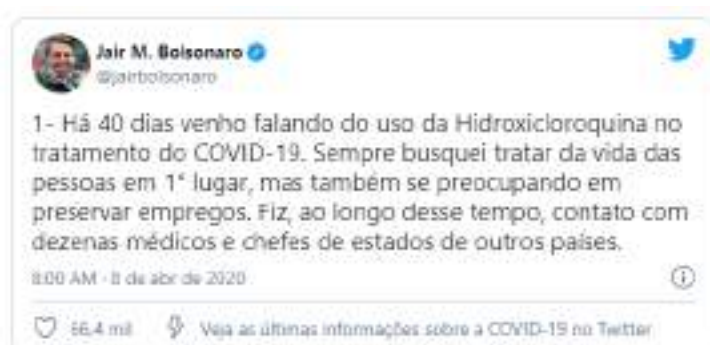 Jair M. Bolsonaro
@jairbolsonaro
1- Há 40 dias venho falando do uso da Hidroxicloroquina no
tratamento do COVID-19. Sempre busquei tratar da vida das
pessoas em 1° lugar, mas também se preocupando em
preservar empregos. Fiz, ao longo desse tempo, contato com
dezenas médicos e chefes de estados de outros países.
8:00 AM · 8 de abr de 2020
66,4 mil Veja as últimas informações sobre a COVID-19 no Twitter